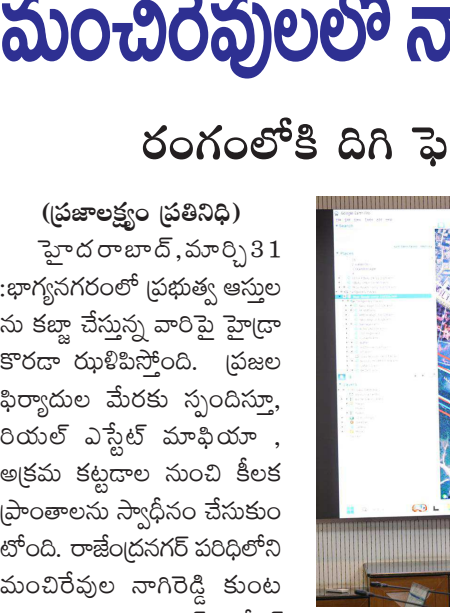 మంచిరేవులలో నా
రంగంలోకి దిగి ఫె
(ప్రజాలక్ష్యం ప్రతినిధి)
హైదరాబాద్,మార్చి31
:భాగ్యనగరంలో ప్రభుత్వ ఆస్తుల
ను కబ్జా చేస్తున్న వారిపై హైడ్రా
కొరడా ఝుళిపిస్తోంది. ప్రజల
ఫిర్యాదుల మేరకు స్పందిస్తూ,
రియల్ ఎస్టేట్ మాఫియా ,
అక్రమ కట్టడాల నుంచి కీలక
ప్రాంతాలను స్వాధీనం చేసుకుం
టోంది. రాజేంద్రనగర్ పరిధిలోని
మంచిరేవుల నాగిరెడ్డి కుంట